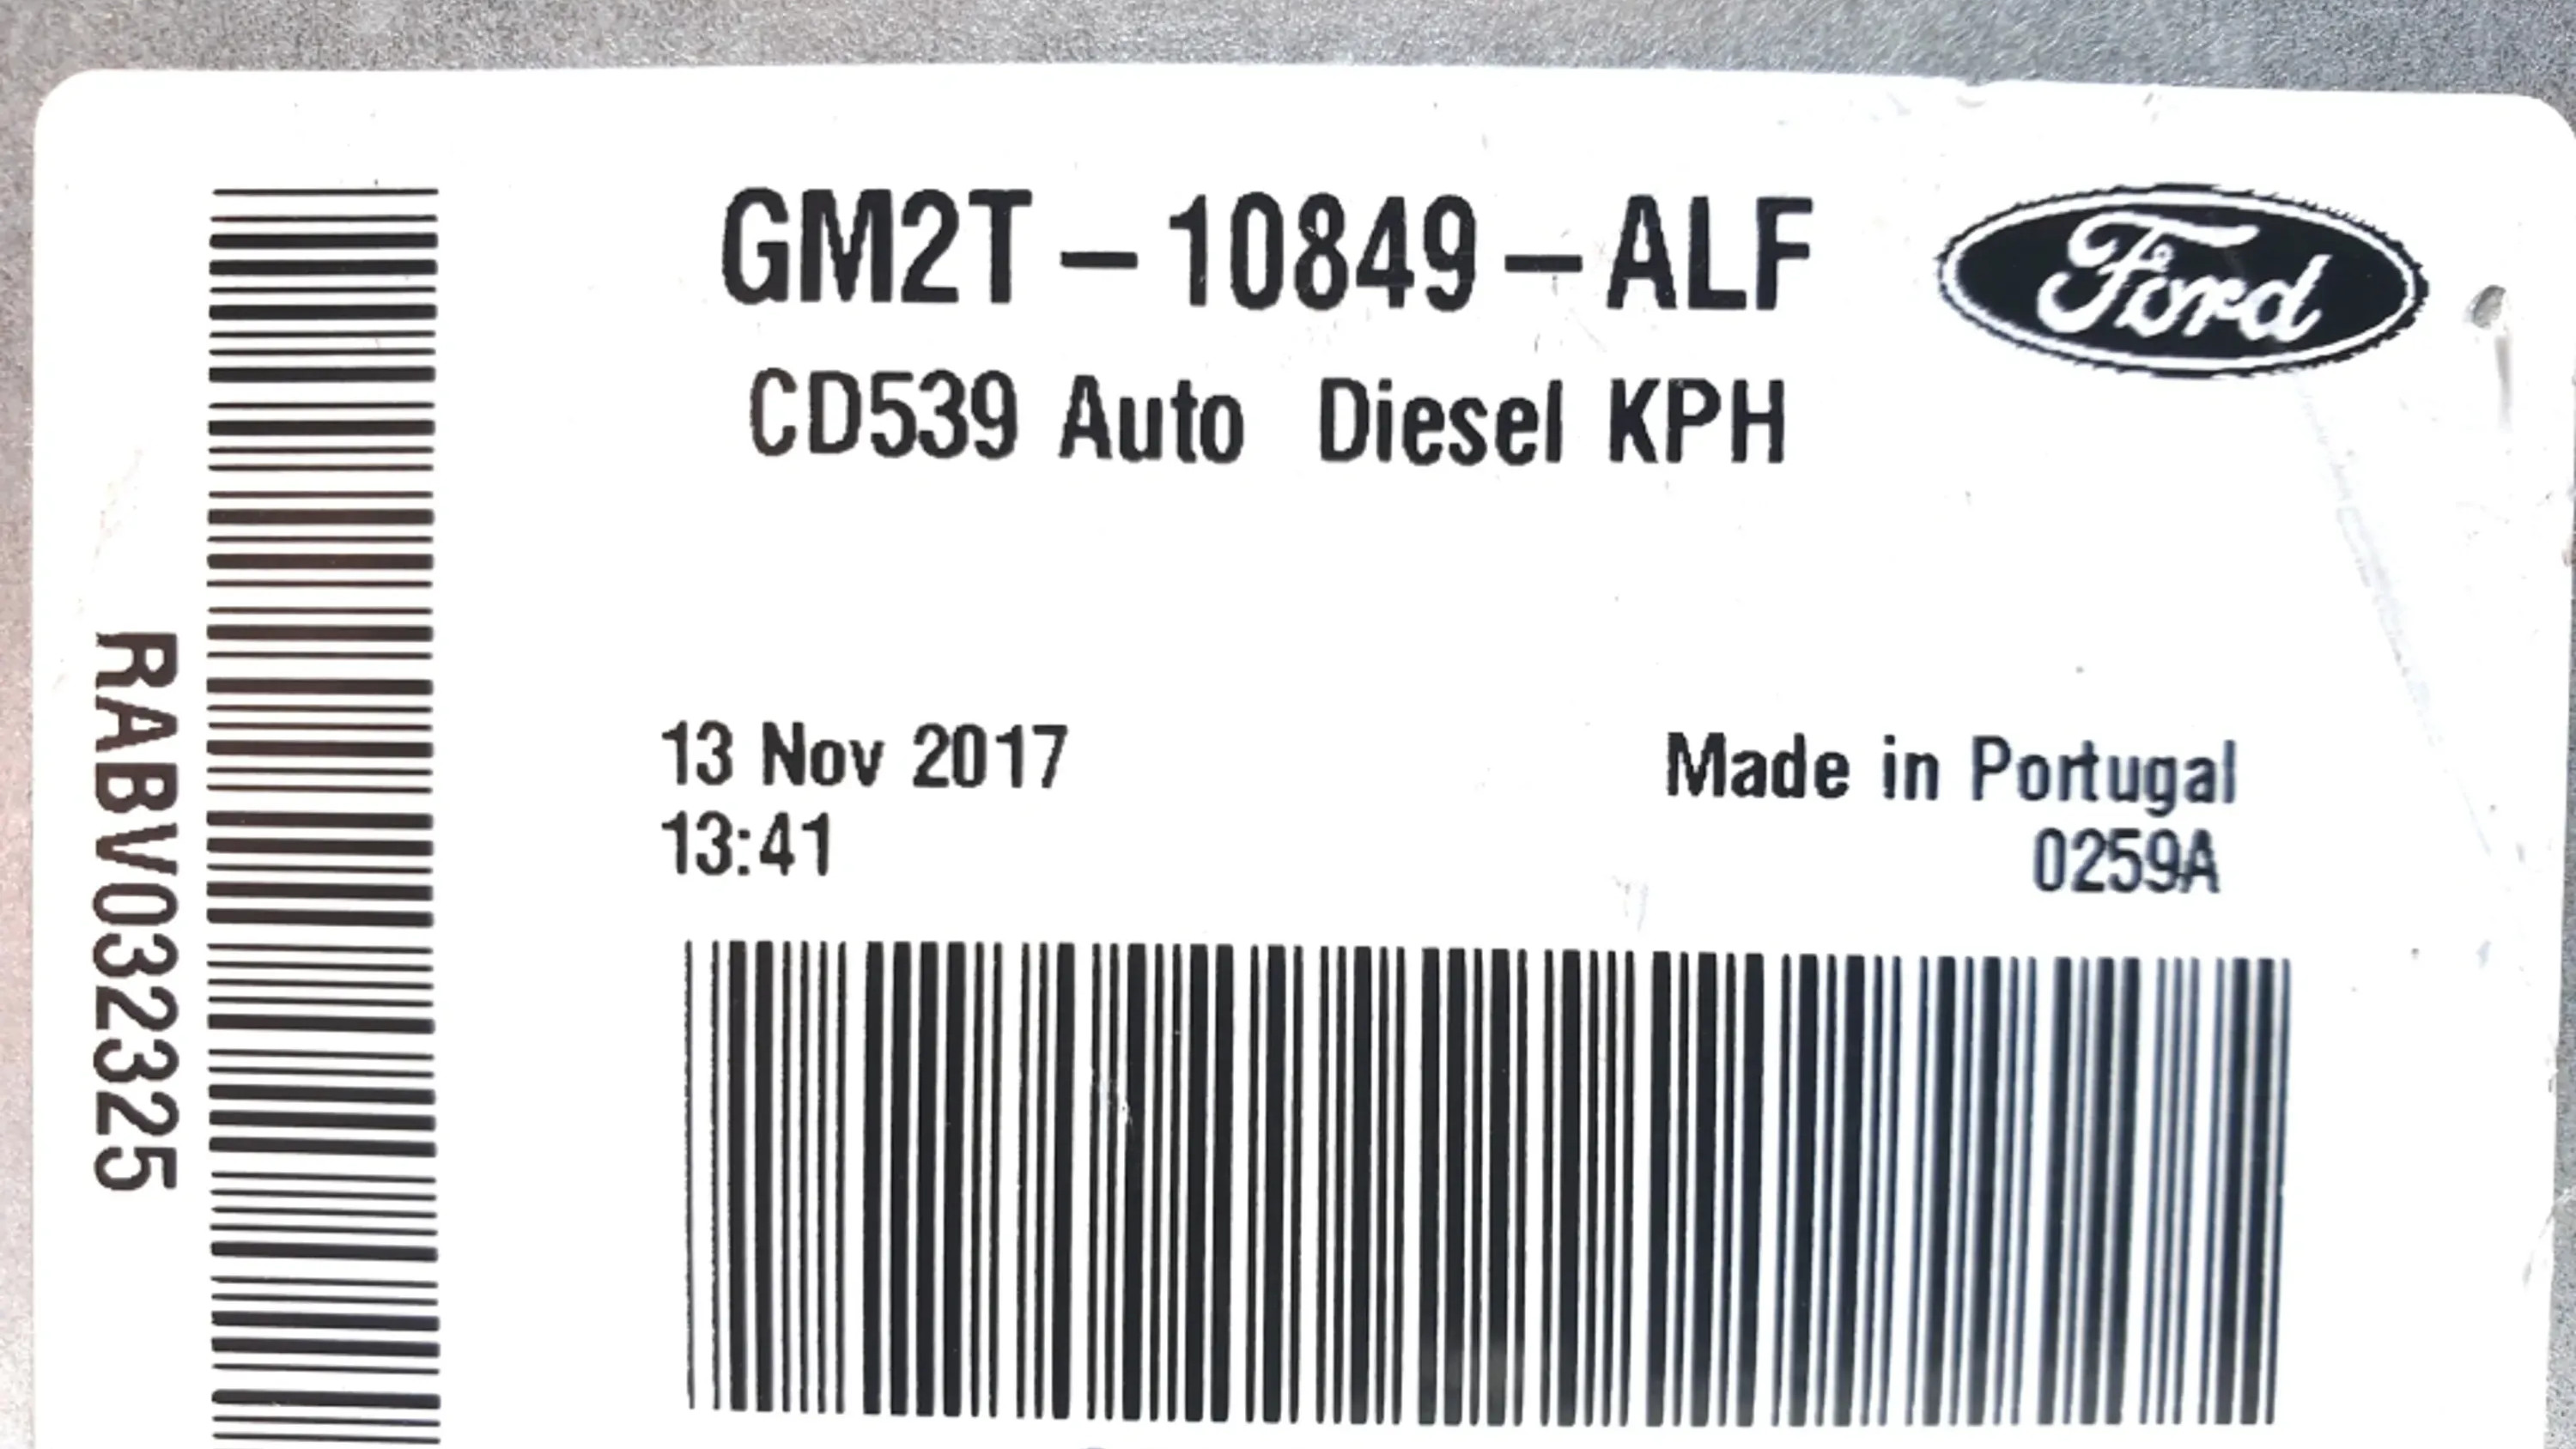 GM2T-10849-ALF
Ford
CD539 Auto Diesel KPH
13 Nov 2017
13:41
Made in Portugal
0259A
RABV032325